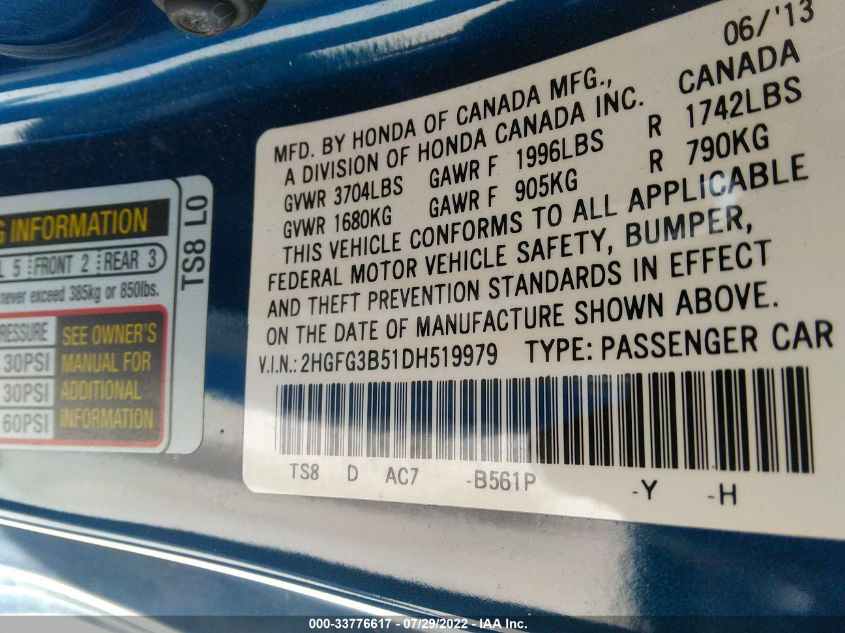 06/'13
MFD. BY HONDA OF CANADA MFG., CANADA
A DIVISION OF HONDA CANADA INC.
GVWR 3704LBS GAWR F 1996LBS R 1742LBS
GVWR 1680KG GAWR F 905KG R 790KG
THIS VEHICLE CONFORMS TO ALL APPLICABLE
FEDERAL MOTOR VEHICLE SAFETY, BUMPER,
AND THEFT PREVENTION STANDARDS IN EFFECT
ON THE DATE OF MANUFACTURE SHOWN ABOVE.
V.I.N.: 2HGFG3B51DH519979 TYPE: PASSENGER CAR
TS8 D AC7 -B561P -Y -H
INFORMATION
5 FRONT 2 REAR 3
never exceed 385kg or 850lbs.
30PSI
30PSI
60PSI
SEE OWNER'S
MANUAL FOR
ADDITIONAL
INFORMATION
TS8 L0
000-33776617 - 07/29/2022 - IAA Inc.